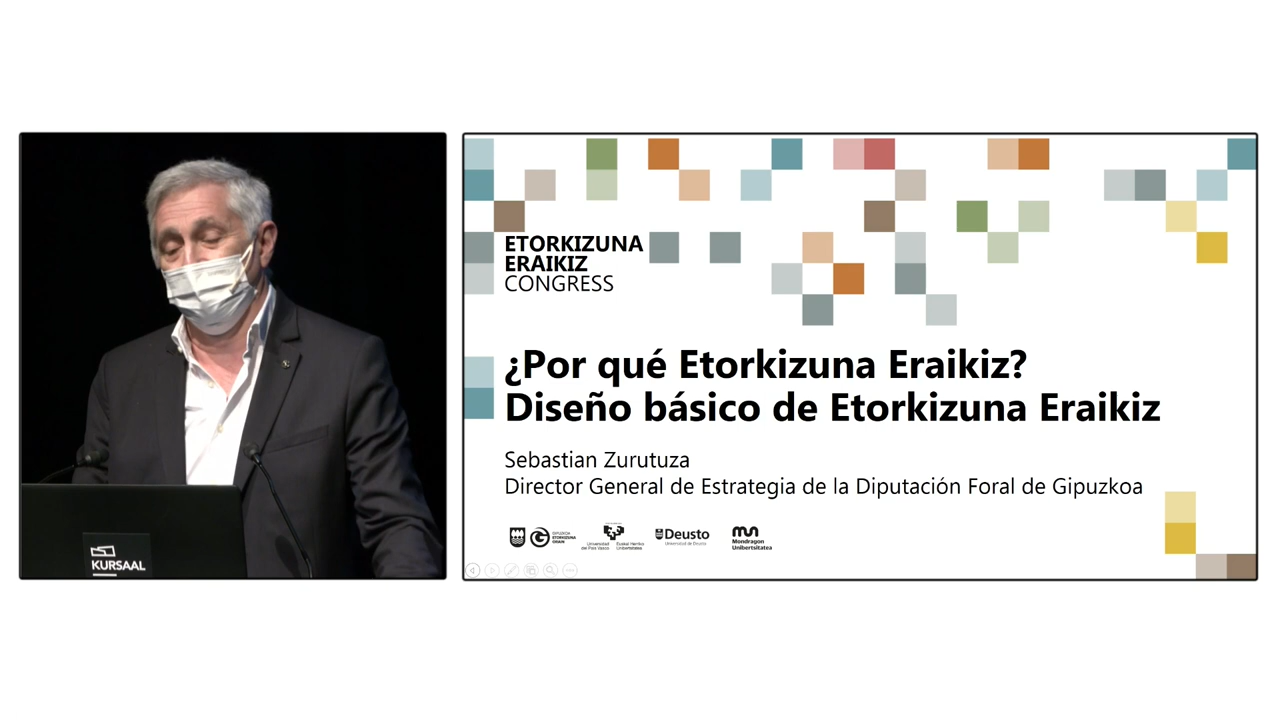 KURSAAL
ETORKIZUNA
ERAIKIZ
CONGRESS
¿Por qué Etorkizuna Eraikiz?
Diseño básico de Etorkizuna Eraikiz
Sebastian Zurutuza
Director General de Estrategia de la Diputación Foral de Gipuzkoa
Deusto
Mondragon
Unibertsitatea